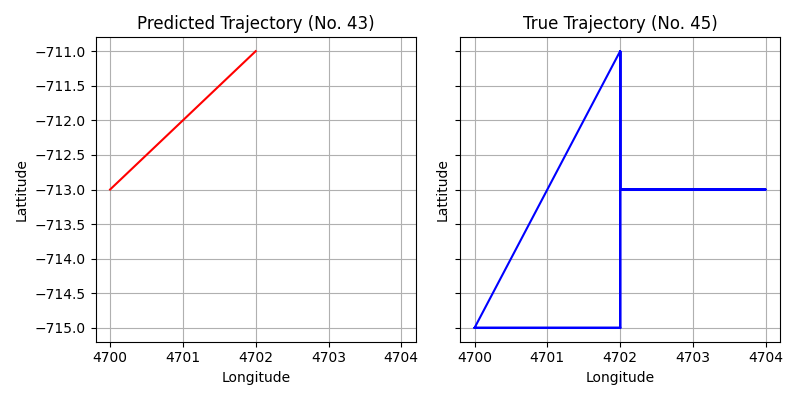 Predicted Trajectory (No. 43)
True Trajectory (No. 45)
−711.0
−711.5
−712.0
−712.5
−713.0
−713.5
−714.0
−714.5
−715.0
Lattitude
4700 4701 4702 4703 4704
Longitude
Lattitude
4700 4701 4702 4703 4704
Longitude